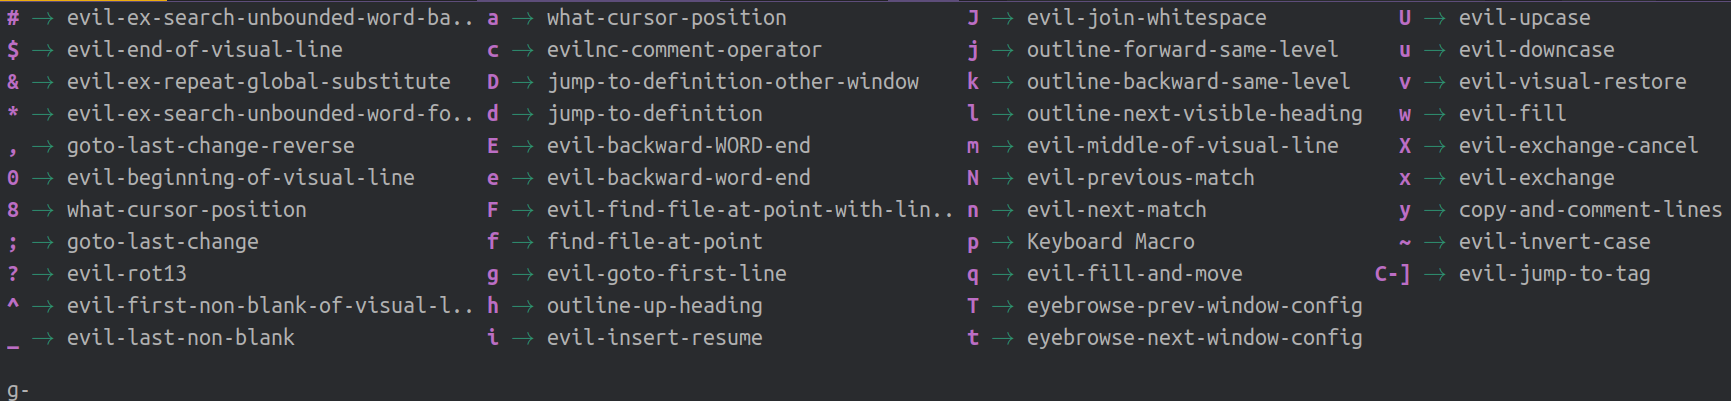 # → evil-ex-search-unbounded-word-ba.. a → what-cursor-position J → evil-join-whitespace U → evil-upcase
$ → evil-end-of-visual-line c → evilnc-comment-operator j → outline-forward-same-level u → evil-downcase
& → evil-ex-repeat-global-substitute D → jump-to-definition-other-window k → outline-backward-same-level v → evil-visual-restore
* → evil-ex-search-unbounded-word-fo.. d → jump-to-definition l → outline-next-visible-heading w → evil-fill
, → goto-last-change-reverse E → evil-backward-WORD-end m → evil-middle-of-visual-line X → evil-exchange-cancel
0 → evil-beginning-of-visual-line e → evil-backward-word-end N → evil-previous-match x → evil-exchange
8 → what-cursor-position F → evil-find-file-at-point-with-lin.. n → evil-next-match y → copy-and-comment-lines
; → goto-last-change f → find-file-at-point p → Keyboard Macro ~ → evil-invert-case
? → evil-rot13 g → evil-goto-first-line q → evil-fill-and-move C-] → evil-jump-to-tag
^ → evil-first-non-blank-of-visual-l.. h → outline-up-heading T → eyebrowse-prev-window-config
_ → evil-last-non-blank i → evil-insert-resume t → eyebrowse-next-window-config
g-